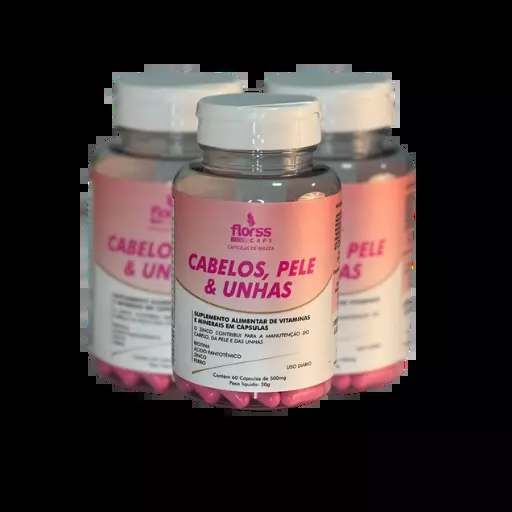 florss
CAPS
CÁPSULAS DE BELEZA
CABELOS, PELE
& UNHAS
SUPLEMENTO ALIMENTAR DE VITAMINAS
E MINERAIS EM CÁPSULAS
O ZINCO CONTRIBUI PARA A MANUTENÇÃO DO
CABELO, DA PELE E DAS UNHAS
BIOTINA
ÁCIDO PANTOTÊNICO
ZINCO
FERRO
USO DIÁRIO
Contém 60 Cápsulas de 500mg
Peso líquido: 30g
CABE
& U
PELE
HAS